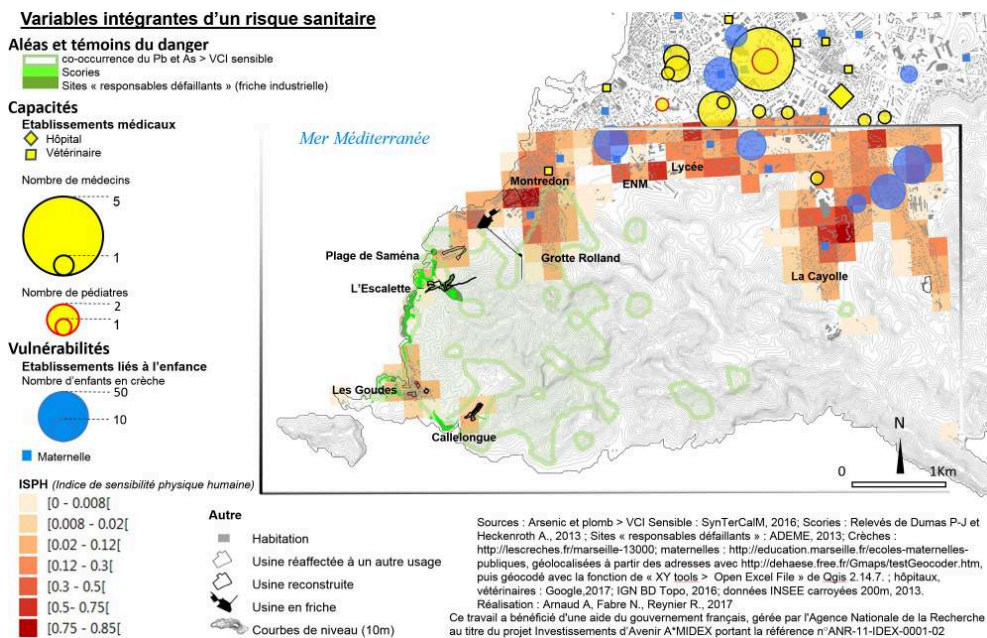 Variables intégrantes d'un risque sanitaire
Aléas et témoins du danger
co-occurrence du Pb et As > VCI sensible
Scories
Sites « responsables défaillants » (friche industrielle)
Capacités
Etablissements médicaux
Hôpital
Vétérinaire
Nombre de médecins
5
1
Nombre de pédiatres
2
1
Vulnérabilités
Etablissements liés à l'enfance
Nombre d'enfants en crèche
50
10
Maternelle
ISPH (Indice de sensibilité physique humaine)
[0 - 0.008[
[0.008 - 0.02[
[0.02 - 0.12[
[0.12 - 0.3[
[0.3 - 0.5[
[0.5 - 0.75[
[0.75 - 0.85[
Autre
Habitation
Usine réaffectée à un autre usage
Usine reconstruite
Usine en friche
Courbes de niveau (10m)
Mer Méditerranée
Montredon
ENM
Lycée
Plage de Saména
Grotte Rolland
L'Escalette
La Cayolle
Les Goudes
Callelongue
N
0
1Km
Sources : Arsenic et plomb > VCI Sensible : SynTerCalM, 2016; Scories : Relevés de Dumas P-J et
Heckenroth A., 2013 ; Sites « responsables défaillants » : ADEME, 2013; Crèches :
http://lescreches.fr/marseille-13000; maternelles : http://education.marseille.fr/ecoles-maternelles-
publiques, géolocalisées à partir des adresses avec http://dehaese.free.fr/Gmaps/testGeocoder.htm,
puis géocodé avec la fonction de « XY tools > Open Excel File » de Qgis 2.14.7. ; hôpitaux,
vétérinaires : Google,2017; IGN BD Topo, 2016; données INSEE carroyées 200m, 2013.
Réalisation : Arnaud A, Fabre N., Reynier R., 2017
Ce travail a bénéficié d'une aide du gouvernement français, gérée par l'Agence Nationale de la Recherche
au titre du projet Investissements d'Avenir A*MIDEX portant la référence n°ANR-11-IDEX-0001-02